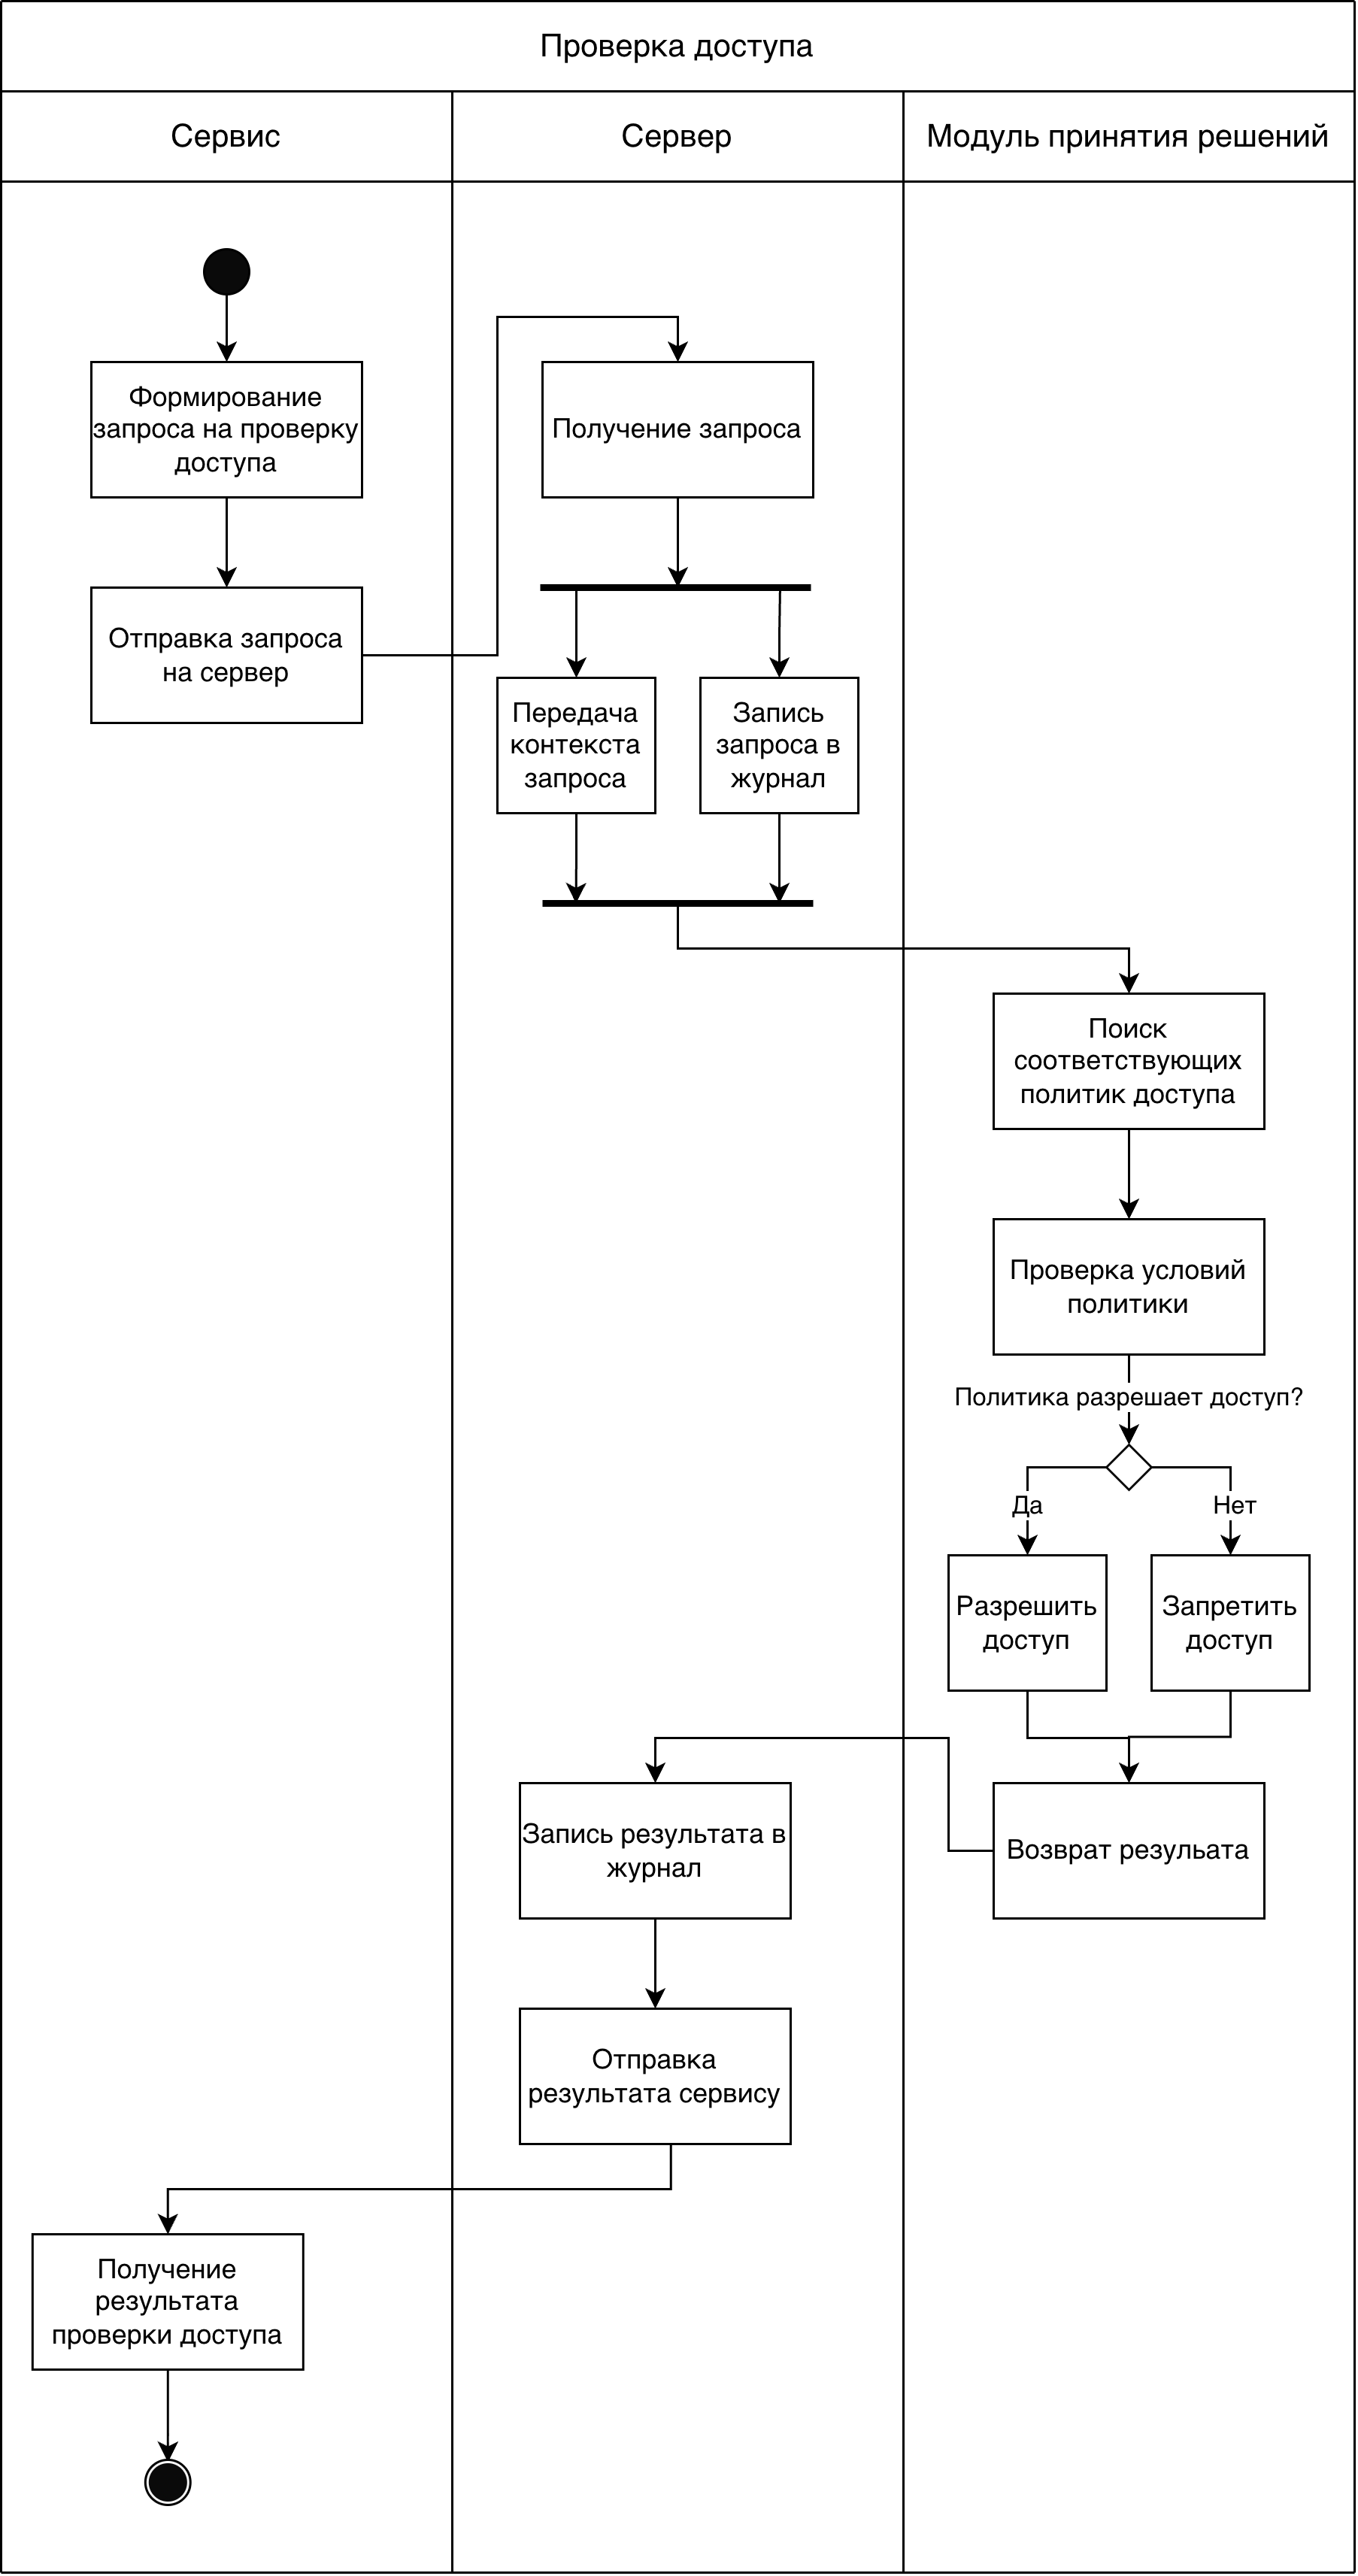 Проверка доступа
Сервис
Сервер
Модуль принятия решений
Формирование
запроса на проверку
доступа
Получение запроса
Отправка запроса
на сервер
Передача
контекста
запроса
Запись
запроса в
журнал
Поиск
соответствующих
политик доступа
Проверка условий
политики
Политика разрешает доступ?
Да
Нет
Разрешить
доступ
Запретить
доступ
Запись результата в
журнал
Возврат резульата
Отправка
результата сервису
Получение
результата
проверки доступа